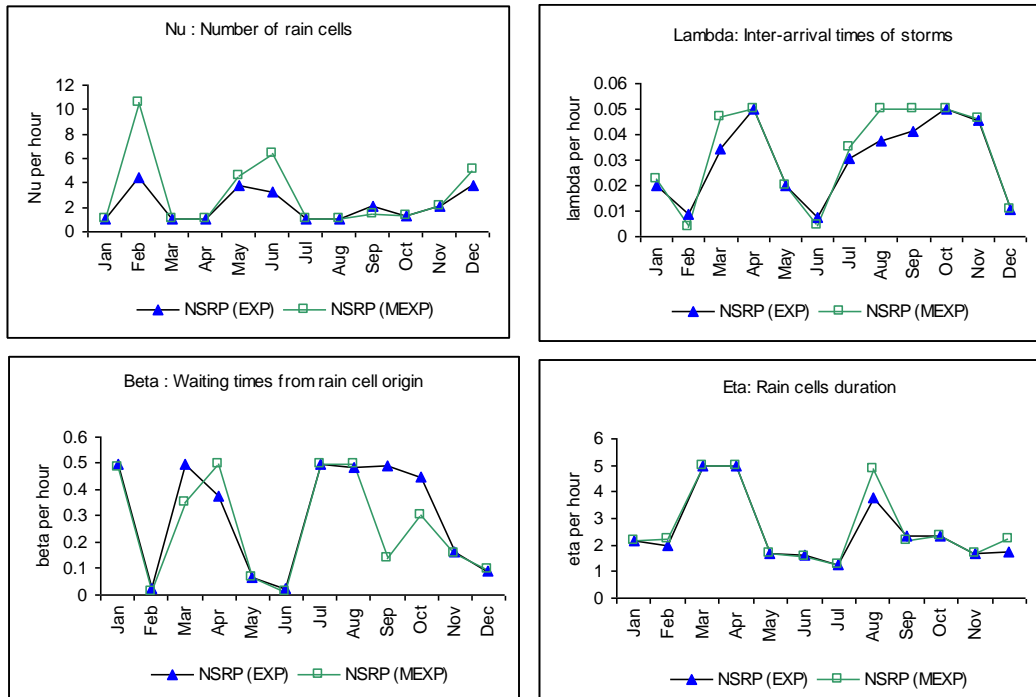 Nu : Number of rain cells
Nu per hour
12
10
8
6
4
2
0
Jan
Feb
Mar
Apr
May
Jun
Jul
Aug
Sep
Oct
Nov
Dec
NSRP (EXP) NSRP (MEXP)
Lambda: Inter-arrival times of storms
lambda per hour
0.06
0.05
0.04
0.03
0.02
0.01
0
Jan
Feb
Mar
Apr
May
Jun
Jul
Aug
Sep
Oct
Nov
Dec
NSRP (EXP) NSRP (MEXP)
Beta : Waiting times from rain cell origin
beta per hour
0.6
0.5
0.4
0.3
0.2
0.1
0
Jan
Feb
Mar
Apr
May
Jun
Jul
Aug
Sep
Oct
Nov
Dec
NSRP (EXP) NSRP (MEXP)
Eta: Rain cells duration
eta per hour
6
5
4
3
2
1
0
Jan
Feb
Mar
Apr
May
Jun
Jul
Aug
Sep
Oct
Nov
NSRP (EXP) NSRP (MEXP)